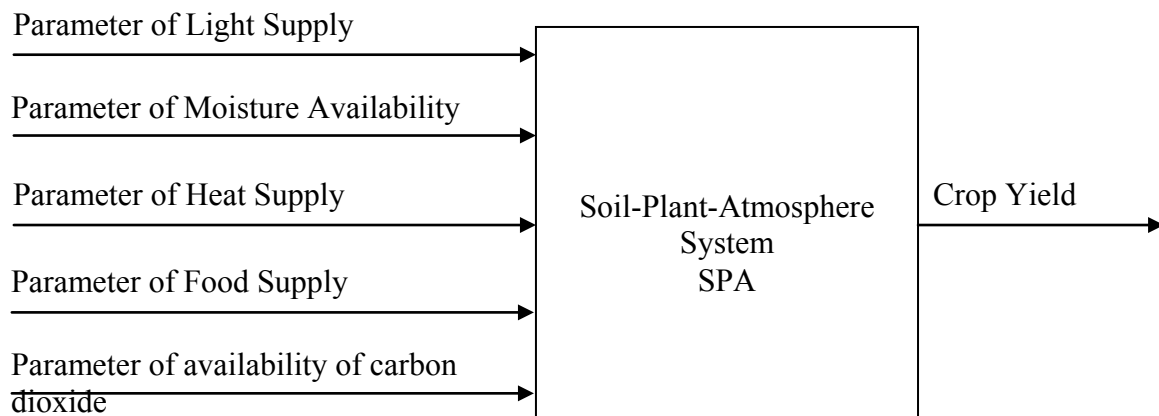 Parameter of Light Supply
Parameter of Moisture Availability
Parameter of Heat Supply
Parameter of Food Supply
Parameter of availability of carbon
dioxide
Soil-Plant-Atmosphere
System
SPA
Crop Yield